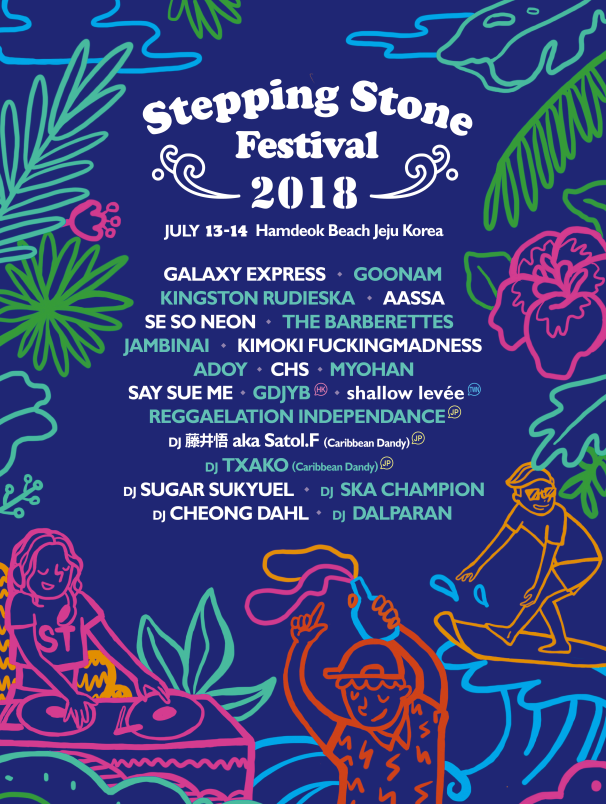 Stepping Stone
Festival
2018
JULY 13-14 Hamdeok Beach Jeju Korea
GALAXY EXPRESS • GOONAM
KINGSTON RUDIESKA • AASSA
SE SO NEON • THE BARBERETTES
JAMBINAI • KIMOKI FUCKINGMADNESS
ADOY • CHS • MYOHAN
SAY SUE ME • GDJYB HK • shallow levée TWN
REGGAELATION INDEPENDANCE JP
DJ 藤井悟 aka Satol.F (Caribbean Dandy) JP
DJ TXAKO (Caribbean Dandy) JP
DJ SUGAR SUKYUEL • DJ SKA CHAMPION
DJ CHEONG DAHL • DJ DALPARAN
ST